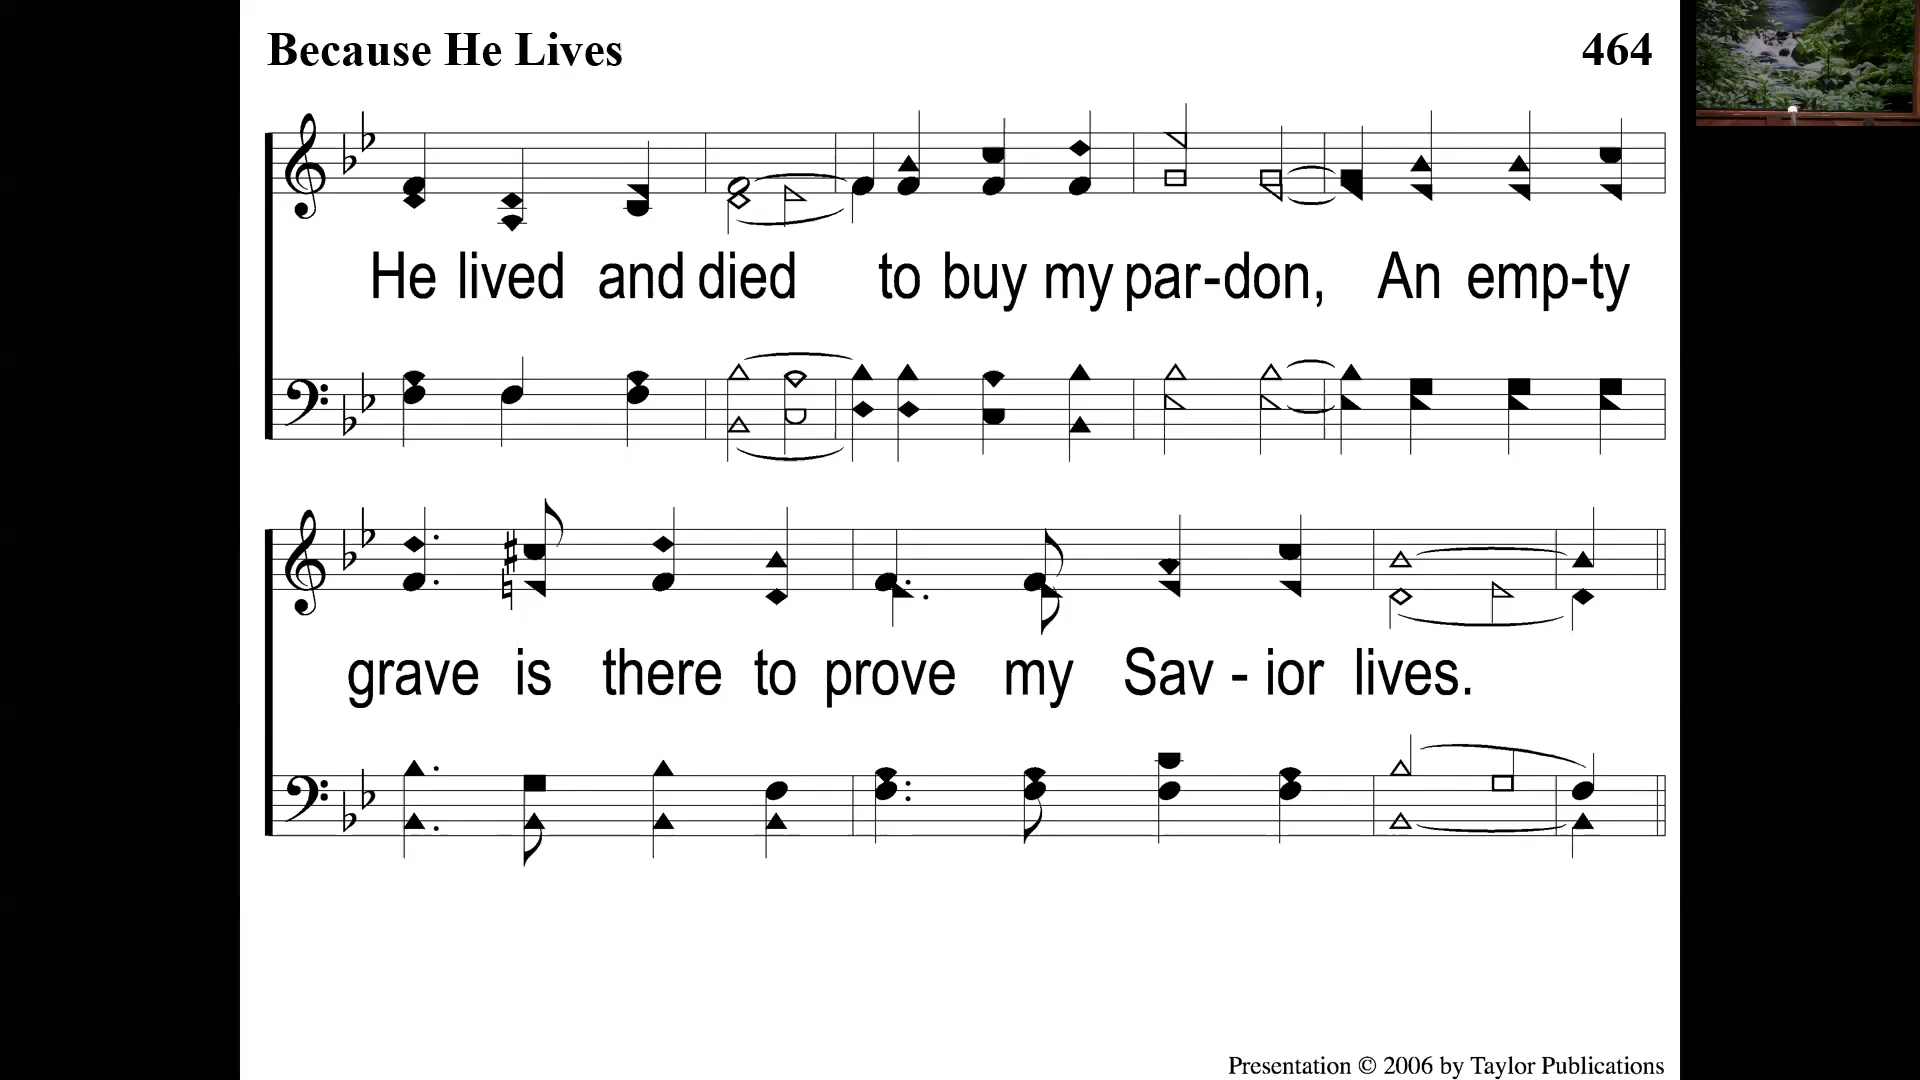 Because He Lives 464
He lived and died to buy my par-don, An emp-ty
grave is there to prove my Sav - ior lives.
Presentation © 2006 by Taylor Publications